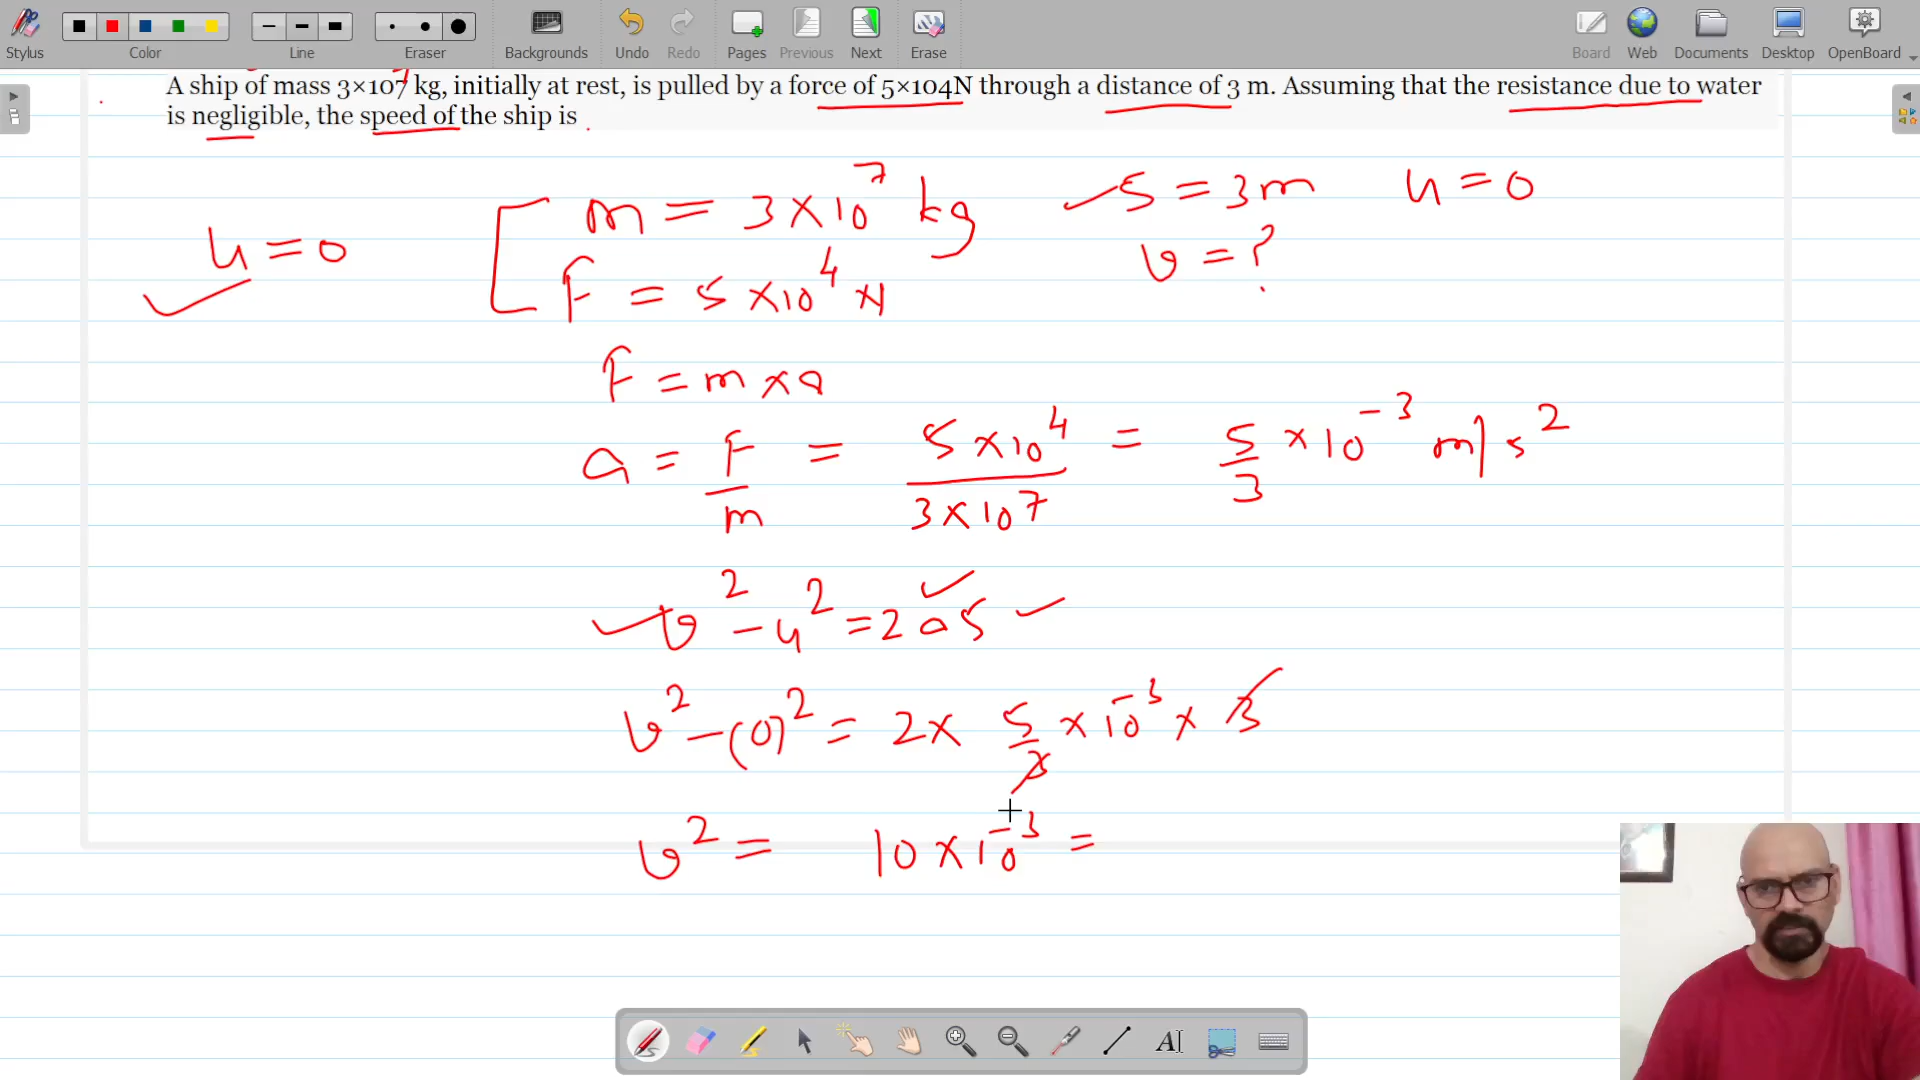 Stylus Color Line Eraser Backgrounds Undo Redo Pages Previous Next Erase Board Web Documents Desktop OpenBoard
A ship of mass 3×107 kg, initially at rest, is pulled by a force of 5×104N through a distance of 3 m. Assuming that the resistance due to water
is negligible, the speed of the ship is
m = 3 × 10⁷ kg S = 3m u = 0
u = 0 v = ?
F = 5 × 10⁴ N
F = m × a
a = F/m = 5 × 10⁴ / 3 × 10⁷ = 5/3 × 10⁻³ m/s²
v² - u² = 2as
v² - (0)² = 2 × 5/3 × 10⁻³ × 3
v² = 10 × 10⁻³ =